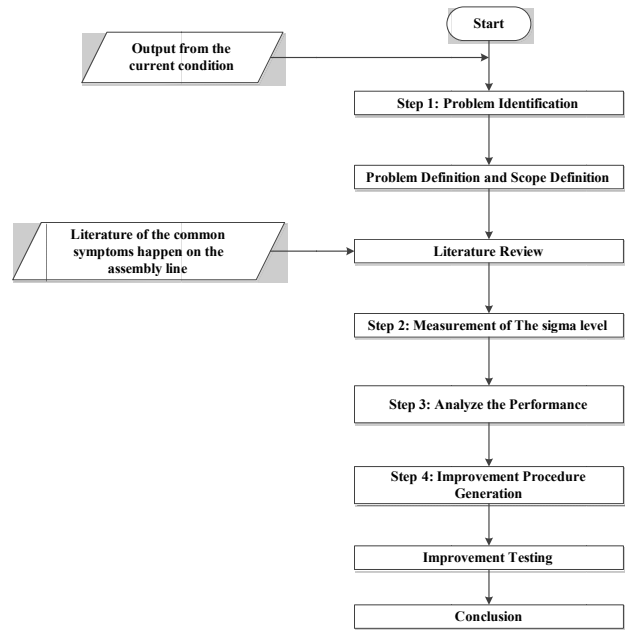 Start
Output from the
current condition
Step 1: Problem Identification
Problem Definition and Scope Definition
Literature of the common
symptoms happen on the
assembly line
Literature Review
Step 2: Measurement of The sigma level
Step 3: Analyze the Performance
Step 4: Improvement Procedure
Generation
Improvement Testing
Conclusion